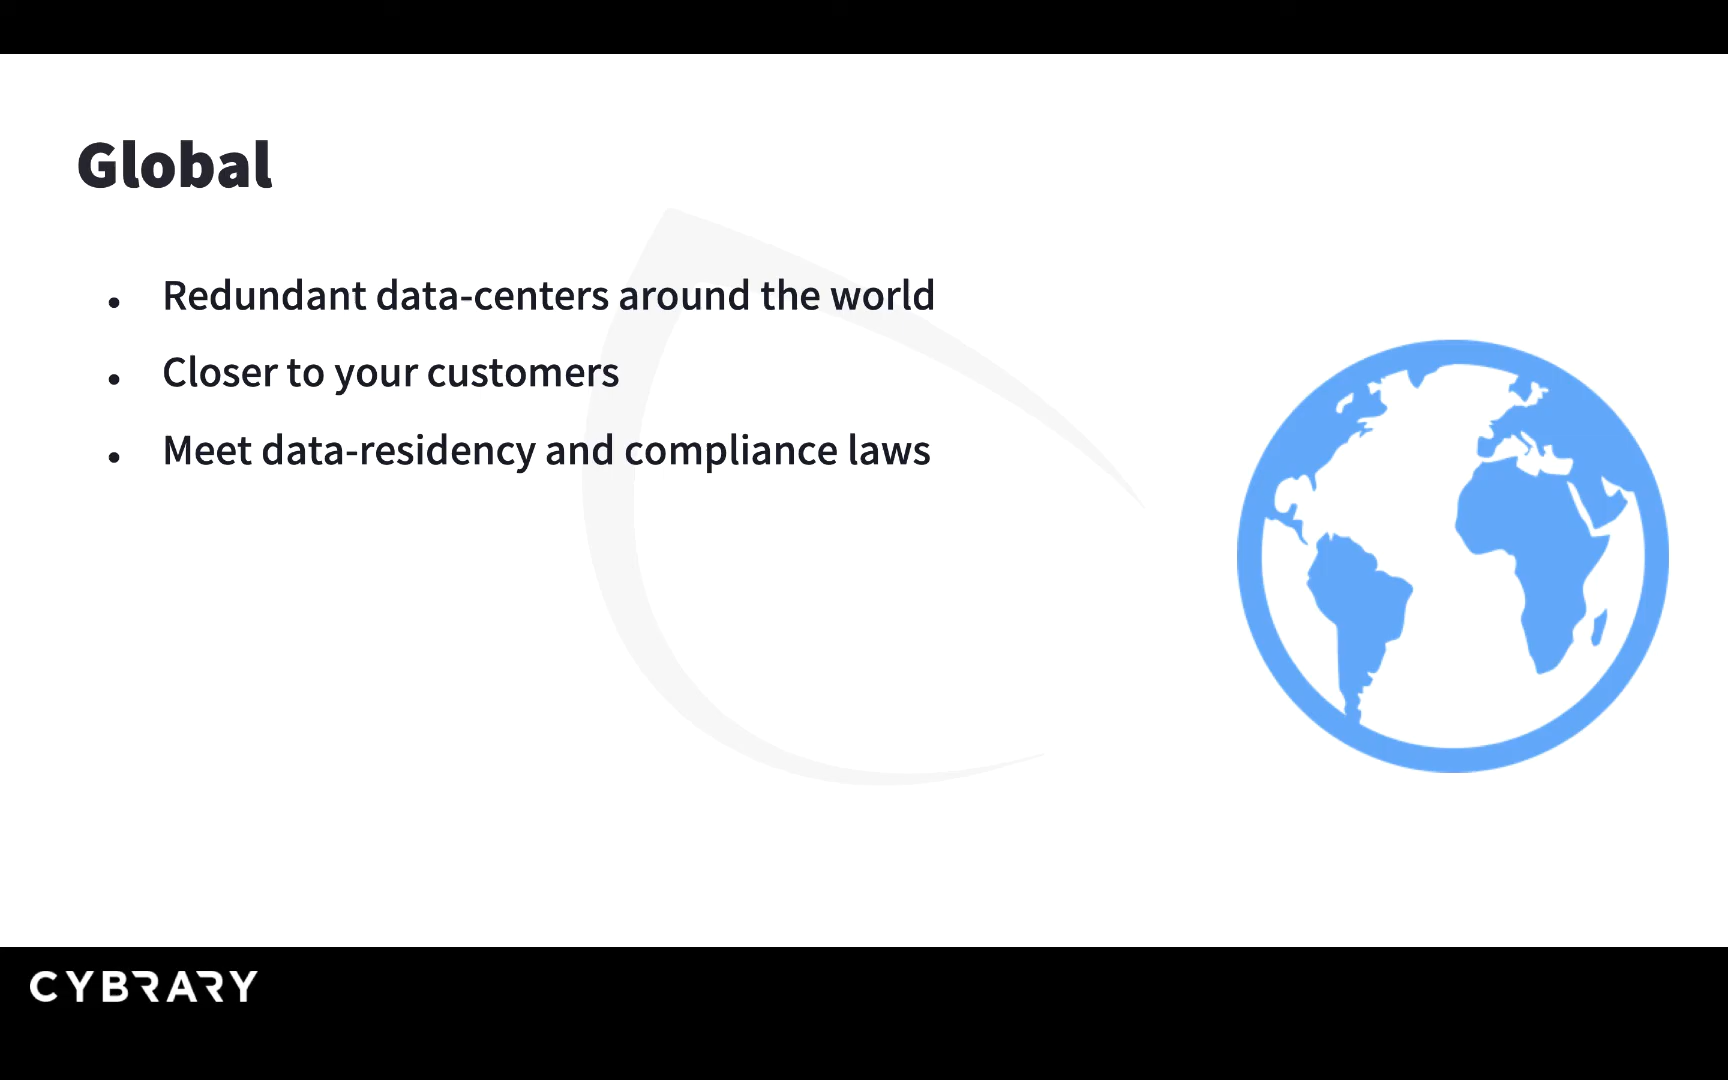 Global
• Redundant data-centers around the world
• Closer to your customers
• Meet data-residency and compliance laws
CYBRARY